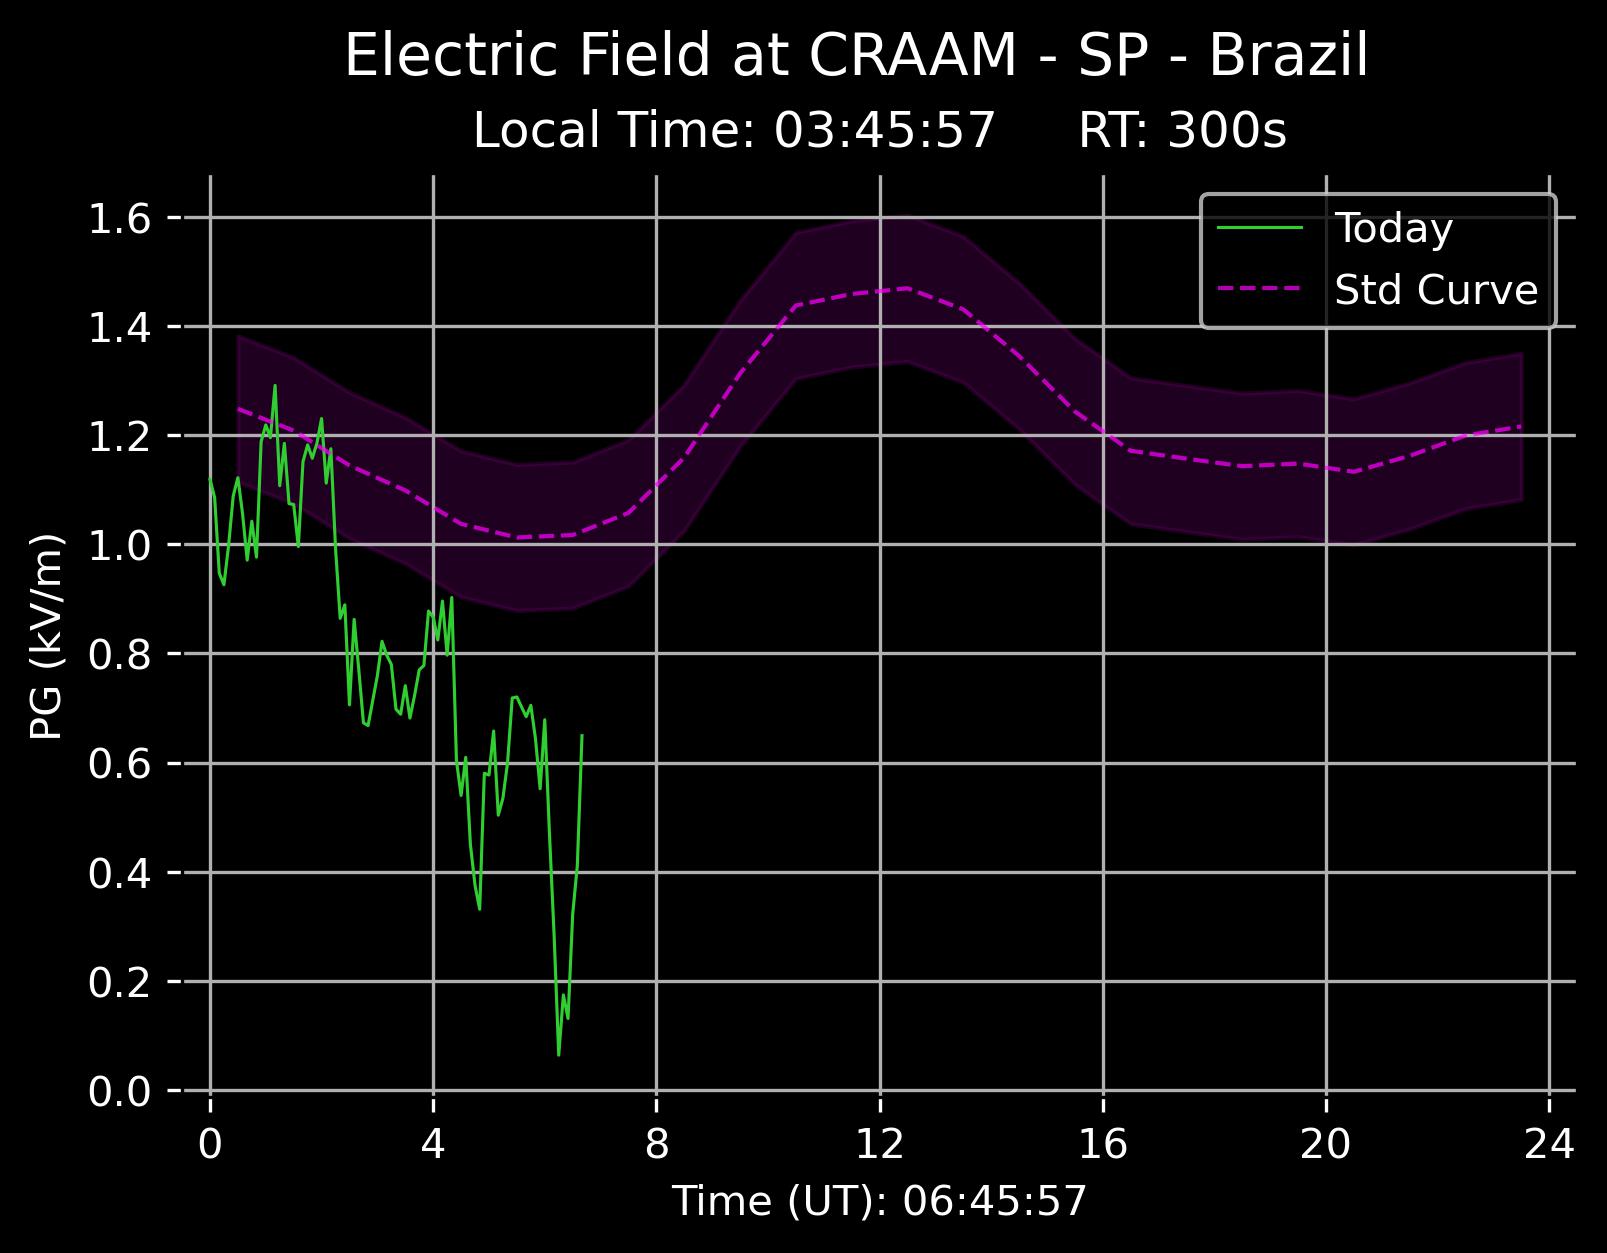 Electric Field at CRAAM - SP - Brazil
Local Time: 03:45:57 RT: 300s
Today
Std Curve
1.6
1.4
1.2
1.0
0.8
0.6
0.4
0.2
0.0
PG (kV/m)
0 4 8 12 16 20 24
Time (UT): 06:45:57